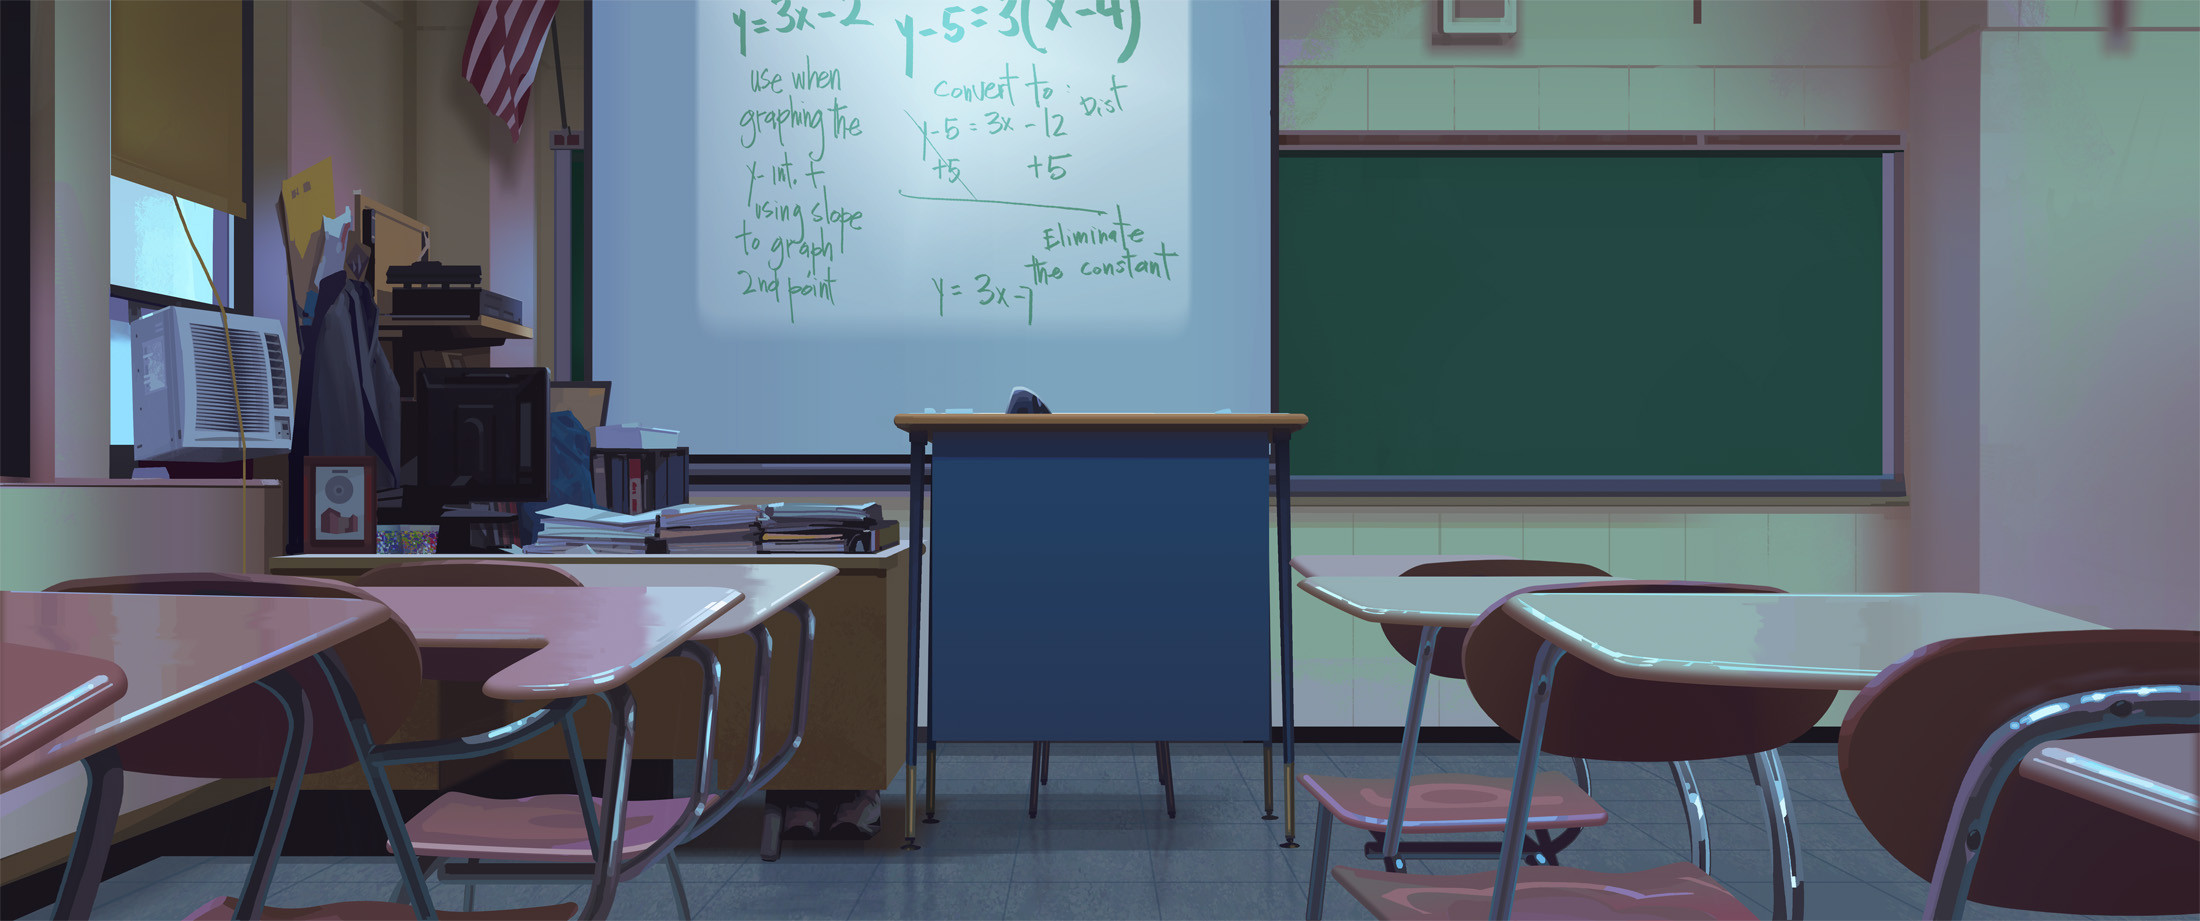 y=3x-2
use when
graphing the
y-int. +
using slope
to graph
2nd point
y-5=3(x-4)
convert to: Dist
y-5=3x-12
+5 +5
Eliminate
the constant
y=3x-7